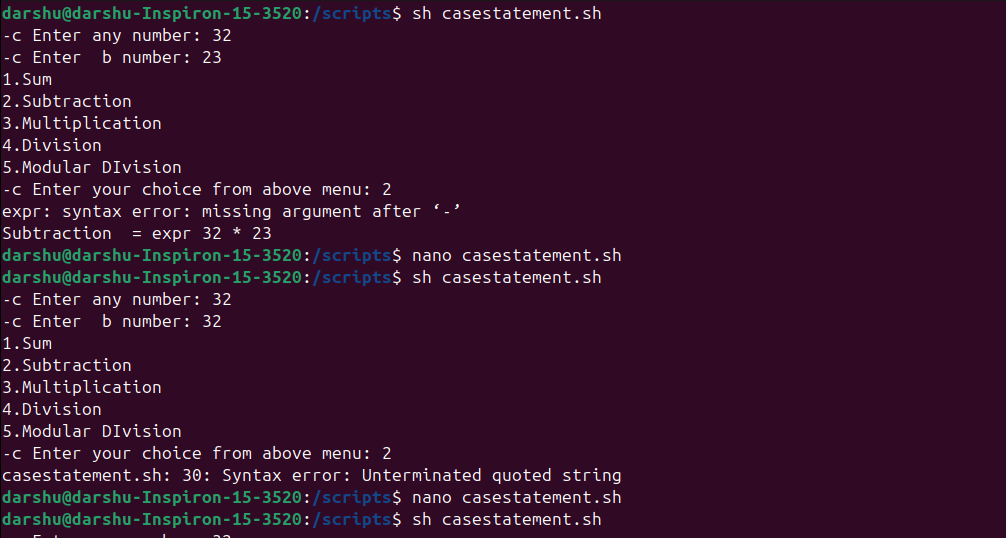 darshu@darshu-Inspiron-15-3520:/scripts$ sh casestatement.sh
-c Enter any number: 32
-c Enter  b number: 23
1.Sum
2.Subtraction
3.Multiplication
4.Division
5.Modular DIvision
-c Enter your choice from above menu: 2
expr: syntax error: missing argument after ‘-’
Subtraction  = expr 32 * 23
darshu@darshu-Inspiron-15-3520:/scripts$ nano casestatement.sh
darshu@darshu-Inspiron-15-3520:/scripts$ sh casestatement.sh
-c Enter any number: 32
-c Enter  b number: 32
1.Sum
2.Subtraction
3.Multiplication
4.Division
5.Modular DIvision
-c Enter your choice from above menu: 2
casestatement.sh: 30: Syntax error: Unterminated quoted string
darshu@darshu-Inspiron-15-3520:/scripts$ nano casestatement.sh
darshu@darshu-Inspiron-15-3520:/scripts$ sh casestatement.sh